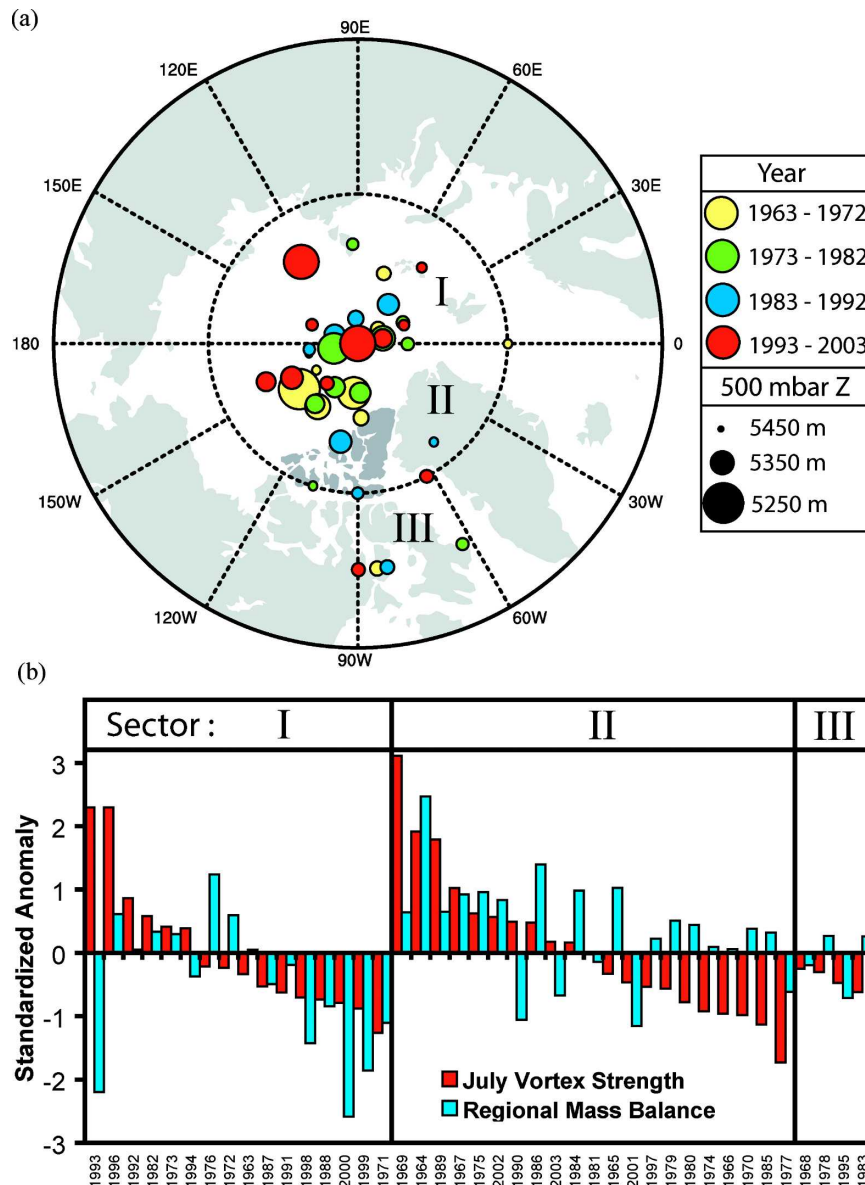 (a)
90E
120E
60E
150E
30E
180
0
150W
30W
120W
60W
90W
I
II
III
Year
1963 - 1972
1973 - 1982
1983 - 1992
1993 - 2003
500 mbar Z
5450 m
5350 m
5250 m
(b)
Sector : I II III
Standardized Anomaly
3
2
1
0
-1
-2
-3
July Vortex Strength
Regional Mass Balance
1993 1996 1992 1982 1973 1994 1976 1972 1963 1987 1991 1998 1988 2000 1999 1971 1969 1964 1989 1967 1975 2002 1990 1986 2003 1984 1981 1965 2001 1997 1979 1980 1974 1966 1970 1985 1977 1968 1978 1995 1983